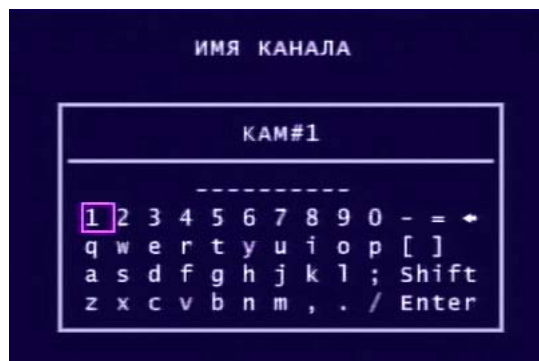 ИМЯ КАНАЛА
КАМ#1
----------
1 2 3 4 5 6 7 8 9 0 - = ←
q w e r t y u i o p [ ]
a s d f g h j k l ; Shift
z x c v b n m , . / Enter